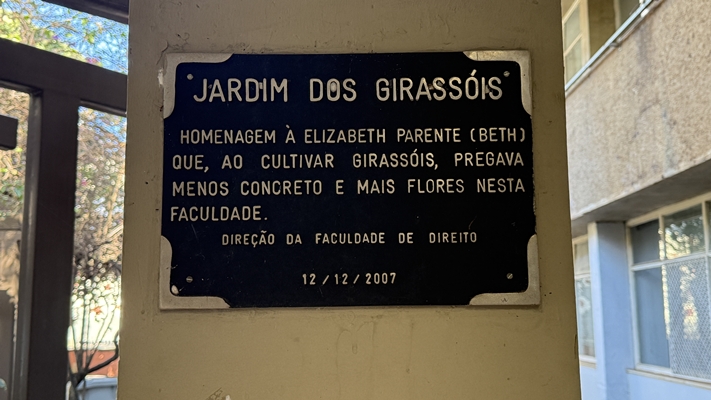 JARDIM DOS GIRASSÓIS
HOMENAGEM À ELIZABETH PARENTE (BETH)
QUE, AO CULTIVAR GIRASSÓIS, PREGAVA
MENOS CONCRETO E MAIS FLORES NESTA
FACULDADE.
DIREÇÃO DA FACULDADE DE DIREITO
12/12/2007